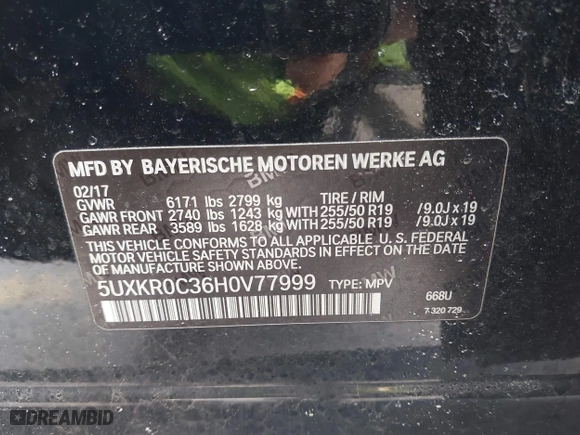 MFD BY BAYERISCHE MOTOREN WERKE AG
02/17
GVWR 6171 lbs 2799 kg TIRE / RIM
GAWR FRONT 2740 lbs 1243 kg WITH 255/50 R19 /9.0J x 19
GAWR REAR 3589 lbs 1628 kg WITH 255/50 R19 /9.0J x 19
THIS VEHICLE CONFORMS TO ALL APPLICABLE U. S. FEDERAL
SAFETY AND THEFT PREVENTION STANDARDS IN EFFECT ON THE
DATE OF MANUFACTURE SHOWN ABOVE.
5UXKR0C36H0V77999 TYPE: MPV
668U
7 320 729
DREAMBID